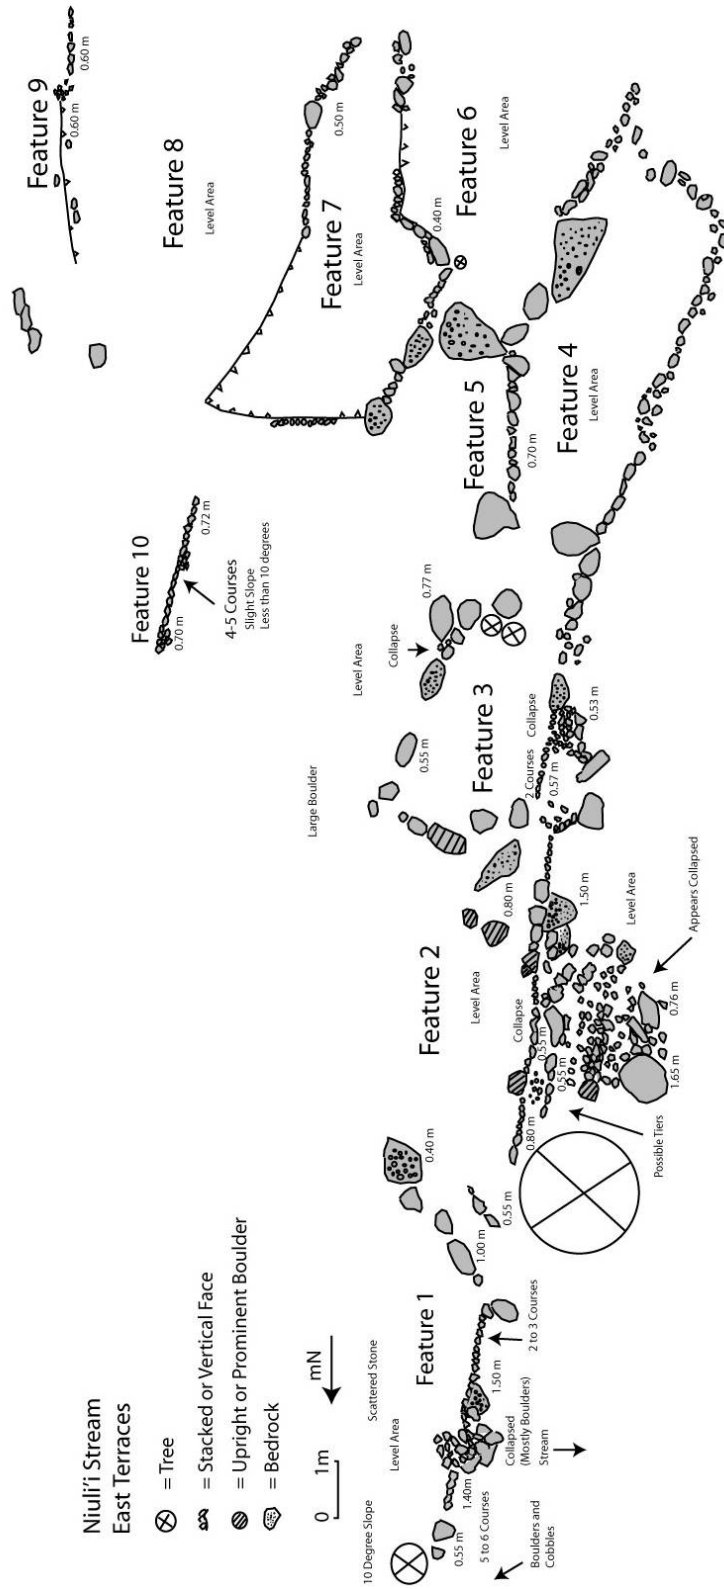 Niuli'i Stream
East Terraces
= Tree
= Stacked or Vertical Face
= Upright or Prominent Boulder
= Bedrock
0
1m
mN
10 Degree Slope
Level Area
Scattered Stone
Feature 1
0.55 m
1.40m
5 to 6 Courses
Boulders and
Cobbles
Collapsed
(Mostly Boulders)
Stream
1.50 m
2 to 3 Courses
1.00 m
0.55 m
0.40 m
Feature 2
Level Area
Collapse
0.80 m
0.55 m
0.55 m
Possible Tiers
1.65 m
0.76 m
Appears Collapsed
Level Area
1.50 m
0.80 m
Large Boulder
0.55 m
Feature 3
2 Courses
0.57 m
Collapse
0.53 m
Level Area
Collapse
0.77 m
Feature 10
0.70 m
0.72 m
4-5 Courses
Slight Slope
Less than 10 degrees
Feature 5
0.70 m
Feature 4
Level Area
Feature 7
Level Area
0.50 m
Feature 6
Level Area
0.40 m
Feature 8
Level Area
Feature 9
0.60 m
0.60 m